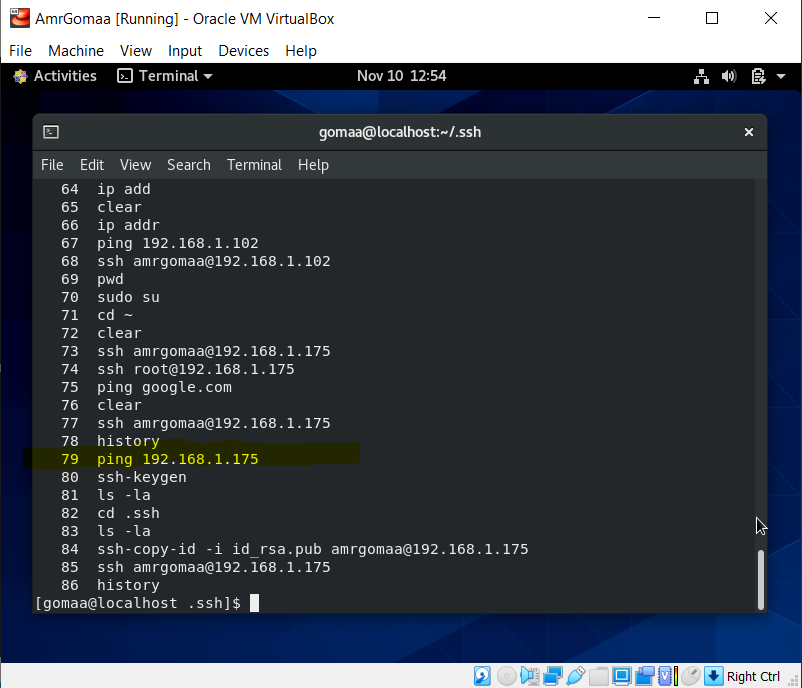 AmrGomaa [Running] - Oracle VM VirtualBox
File Machine View Input Devices Help
Activities Terminal Nov 10 12:54
gomaa@localhost:~/.ssh
File Edit View Search Terminal Help
64 ip add
65 clear
66 ip addr
67 ping 192.168.1.102
68 ssh amrgomaa@192.168.1.102
69 pwd
70 sudo su
71 cd ~
72 clear
73 ssh amrgomaa@192.168.1.175
74 ssh root@192.168.1.175
75 ping google.com
76 clear
77 ssh amrgomaa@192.168.1.175
78 history
79 ping 192.168.1.175
80 ssh-keygen
81 ls -la
82 cd .ssh
83 ls -la
84 ssh-copy-id -i id_rsa.pub amrgomaa@192.168.1.175
85 ssh amrgomaa@192.168.1.175
86 history
[gomaa@localhost .ssh]$
Right Ctrl